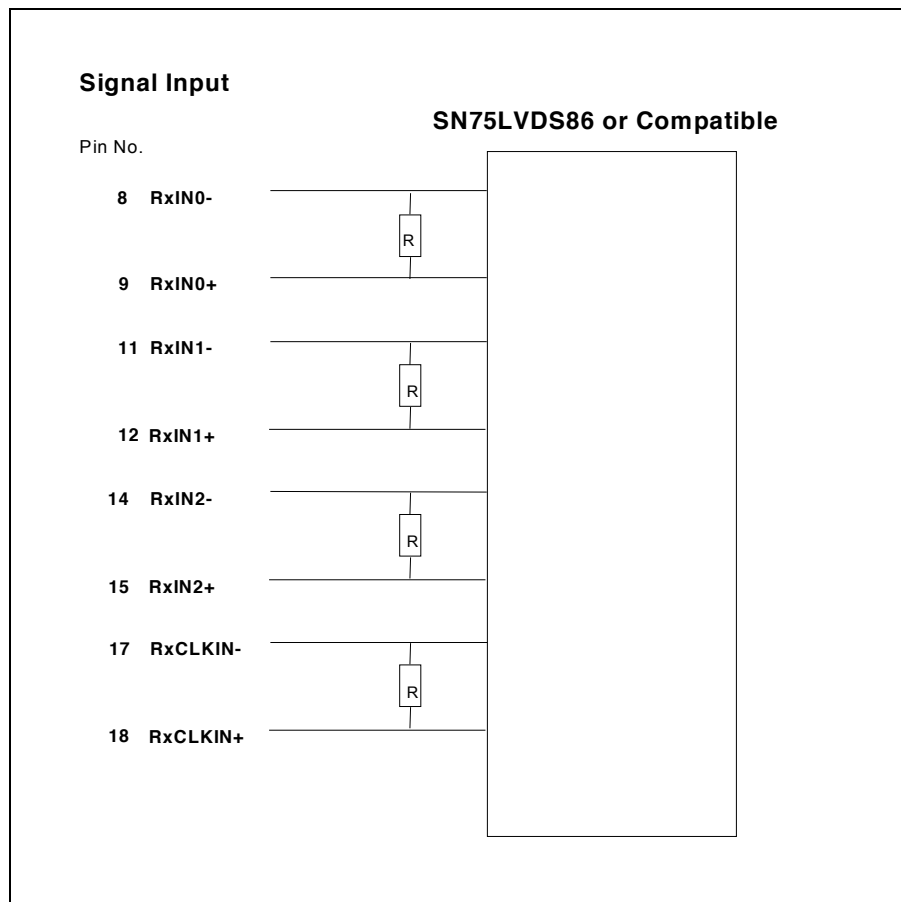 Signal Input
SN75LVDS86 or Compatible
Pin No.
8 RxIN0-
R
9 RxIN0+
11 RxIN1-
R
12 RxIN1+
14 RxIN2-
R
15 RxIN2+
17 RxCLKIN-
R
18 RxCLKIN+